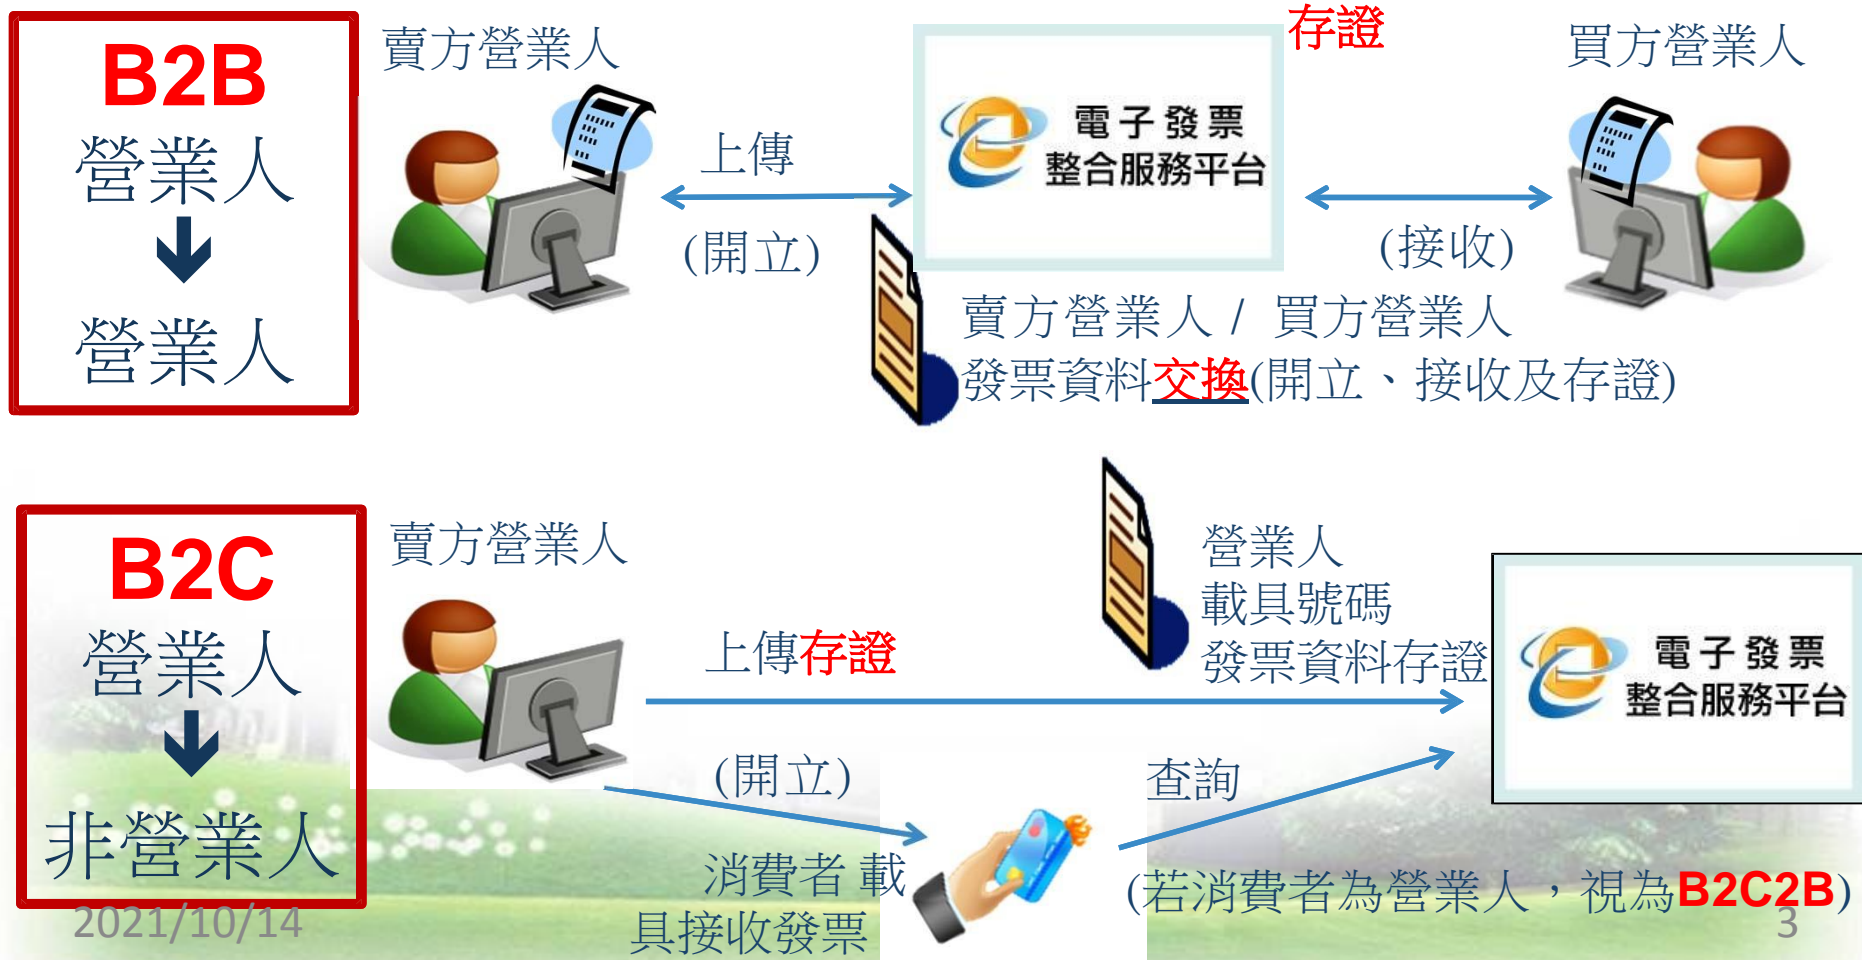 B2B
營業人
營業人
賣方營業人
上傳
(開立)
電子發票
整合服務平台
存證
買方營業人
(接收)
賣方營業人 / 買方營業人
發票資料交換(開立、接收及存證)
B2C
營業人
非營業人
賣方營業人
上傳存證
(開立)
營業人
載具號碼
發票資料存證
電子發票
整合服務平台
查詢
消費者 載
具接收發票
(若消費者為營業人，視為B2C2B)
2021/10/14
3